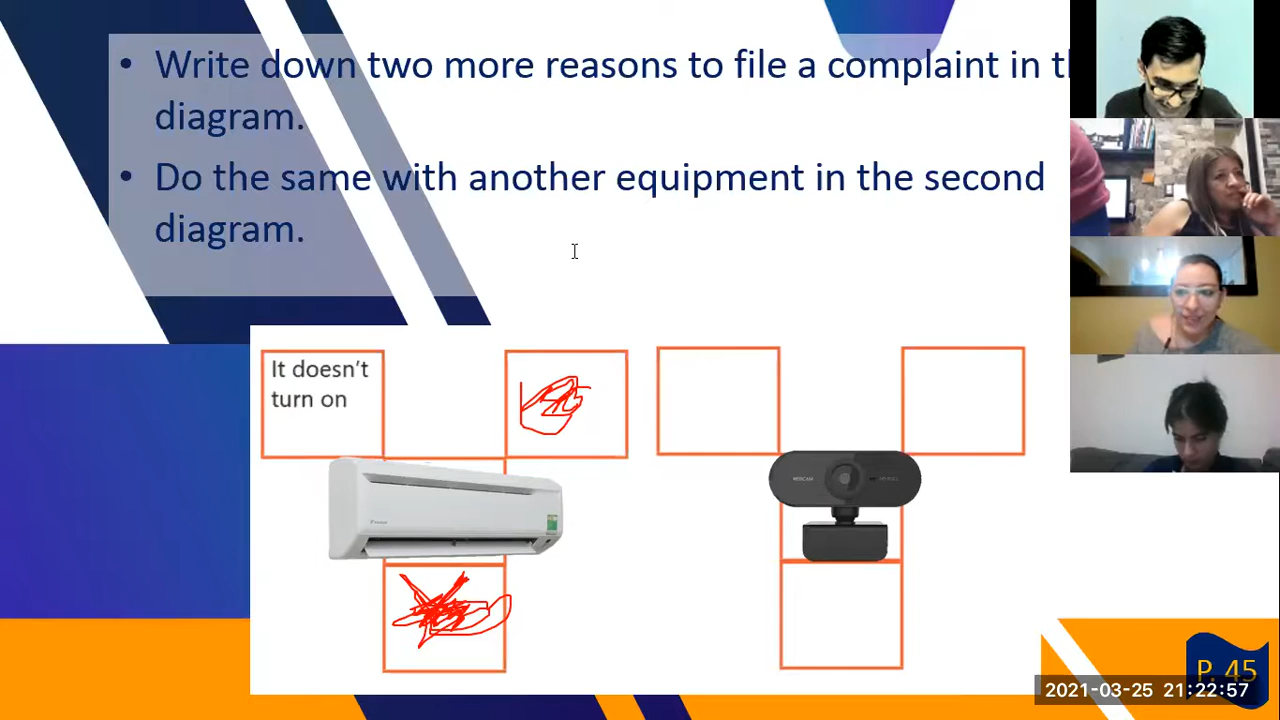 • Write down two more reasons to file a complaint in th
diagram.
• Do the same with another equipment in the second
diagram.
It doesn't
turn on
WEBCAM
P. 45
2021-03-25 21:22:57